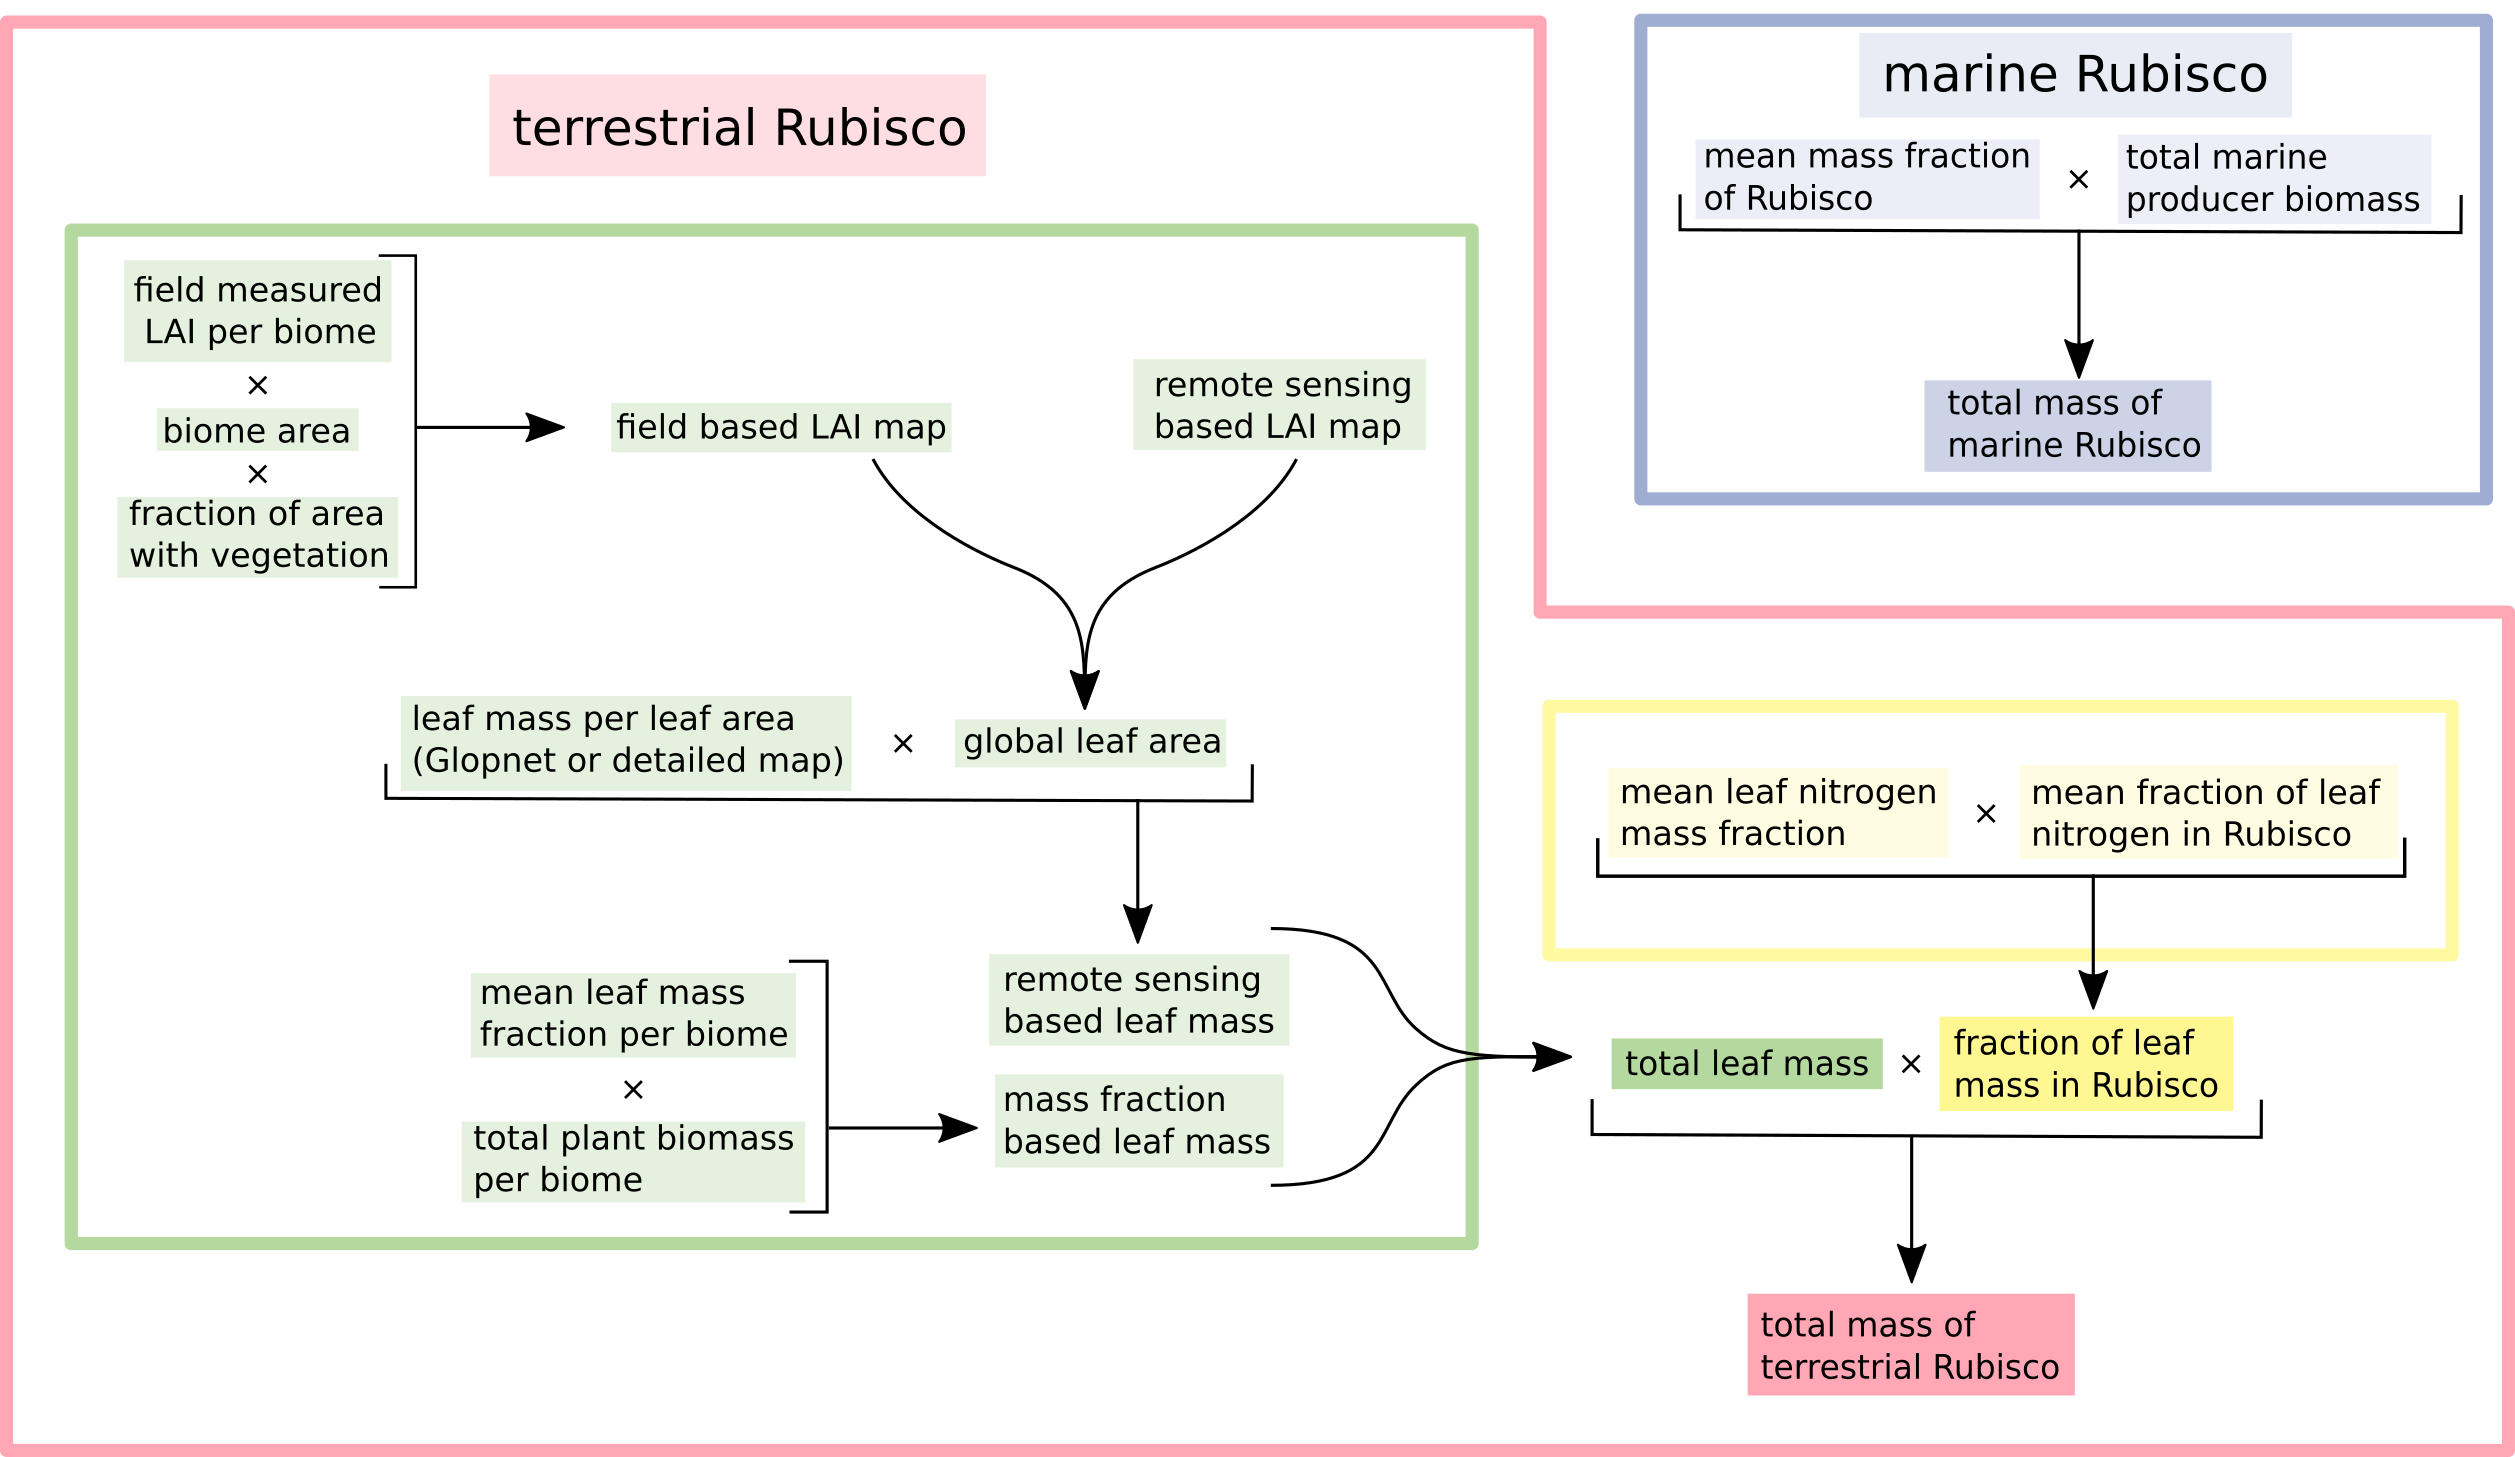 terrestrial Rubisco
field measured
LAI per biome
×
biome area
×
fraction of area
with vegetation
field based LAI map
remote sensing
based LAI map
leaf mass per leaf area
(Glopnet or detailed map)
×
global leaf area
mean leaf mass
fraction per biome
×
total plant biomass
per biome
remote sensing
based leaf mass
mass fraction
based leaf mass
marine Rubisco
mean mass fraction
of Rubisco
×
total marine
producer biomass
total mass of
marine Rubisco
mean leaf nitrogen
mass fraction
×
mean fraction of leaf
nitrogen in Rubisco
total leaf mass
×
fraction of leaf
mass in Rubisco
total mass of
terrestrial Rubisco